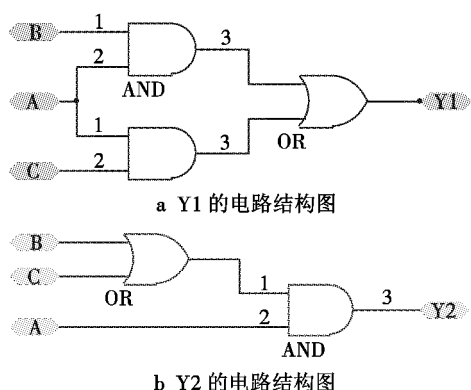 B 1
2 3
A AND Y1
1
C 2 3 OR
a Y1 的电路结构图
B
C 1
OR 3 Y2
A 2
AND
b Y2 的电路结构图